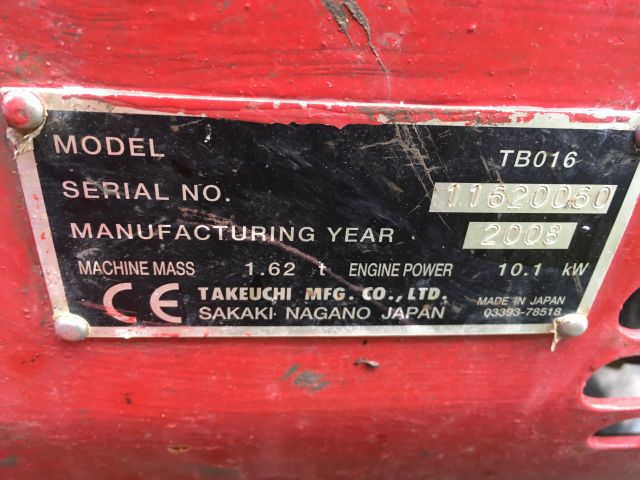 MODEL TB016
SERIAL NO. 11620060
MANUFACTURING YEAR 2008
MACHINE MASS 1.62 t ENGINE POWER 10.1 kW
CE TAKEUCHI MFG. CO., LTD. MADE IN JAPAN
SAKAKI NAGANO JAPAN 03393-78518